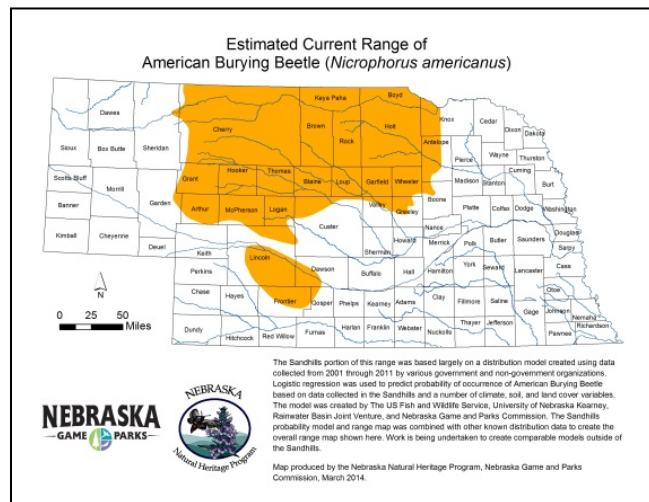 Estimated Current Range of
American Burying Beetle (Nicrophorus americanus)
Keya Paha
Boyd
Dawes
Cherry
Brown
Rock
Holt
Knox
Cedar
Dixon
Dakota
Sioux
Box Butte
Sheridan
Antelope
Pierce
Wayne
Thurston
Cuming
Scotts Bluff
Morrill
Garden
Grant
Hooker
Thomas
Blaine
Loup
Garfield
Wheeler
Madison
Stanton
Burt
Banner
Arthur
McPherson
Logan
Valley
Greeley
Boone
Platte
Colfax
Dodge
Washington
Kimball
Cheyenne
Deuel
Keith
Lincoln
Custer
Sherman
Howard
Nance
Merrick
Polk
Butler
Saunders
Douglas
Sarpy
Perkins
Dawson
Buffalo
Hall
Hamilton
York
Seward
Lancaster
Cass
Otoe
Chase
Hayes
Frontier
Gosper
Phelps
Kearney
Adams
Clay
Fillmore
Saline
Gage
Johnson
Nemaha
Dundy
Hitchcock
Red Willow
Furnas
Harlan
Franklin
Webster
Nuckolls
Thayer
Jefferson
Pawnee
Richardson
N
0 25 50
Miles
The Sandhills portion of this range was based largely on a distribution model created using data
collected from 2001 through 2011 by various government and non-government organizations.
Logistic regression was used to predict probability of occurrence of American Burying Beetle
based on data collected in the Sandhills and a number of climate, soil, and land cover variables.
The model was created by The US Fish and Wildlife Service, University of Nebraska Kearney,
Rainwater Basin Joint Venture, and Nebraska Game and Parks Commission. The Sandhills
probability model and range map was combined with other known distribution data to create the
overall range map shown here. Work is being undertaken to create comparable models outside of
the Sandhills.
Map produced by the Nebraska Natural Heritage Program, Nebraska Game and Parks
Commission, March 2014.
NEBRASKA
GAME PARKS
NEBRASKA
Natural Heritage Program